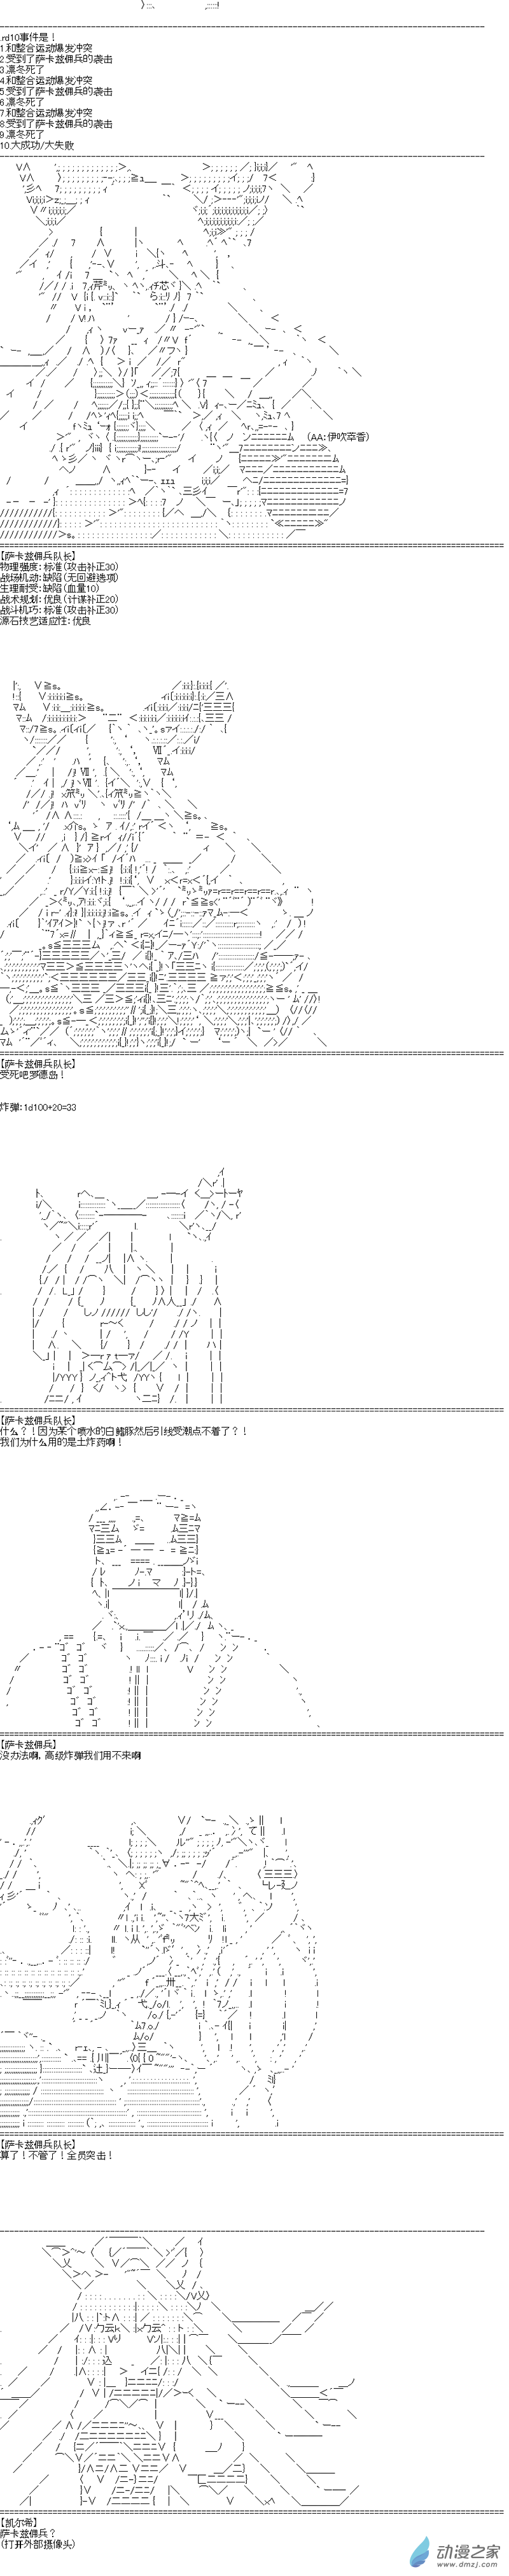 .rd10事件是！
1.和整合运动爆发冲突
2.受到了萨卡兹佣兵的袭击
3.凛冬死了
4.和整合运动爆发冲突
5.受到了萨卡兹佣兵的袭击
6.凛冬死了
7.和整合运动爆发冲突
8.受到了萨卡兹佣兵的袭击
9.凛冬死了
10.大成功/大失败
（AA：伊吹萃香）
【萨卡兹佣兵队长】
物理强度：标准（攻击补正30）
战场机动：缺陷（无回避选项）
生理耐受：缺陷（血量10）
战术规划：优良（计谋补正20）
战斗机巧：标准（攻击补正30）
源石技艺适应性：优良
【萨卡兹佣兵队长】
受死吧罗德岛！
炸弹：1d100+20=33
【萨卡兹佣兵队长】
什么？！因为某个喷水的白鳍豚然后引线受潮点不着了？！
我们为什么用的是土炸药啊！
【萨卡兹佣兵】
没办法啊，高级炸弹我们用不来啊
【萨卡兹佣兵队长】
算了！不管了！全员突击！
【凯尔希】
萨卡兹佣兵？
（打开外部摄像头）
动漫之家
www.dmzj.com